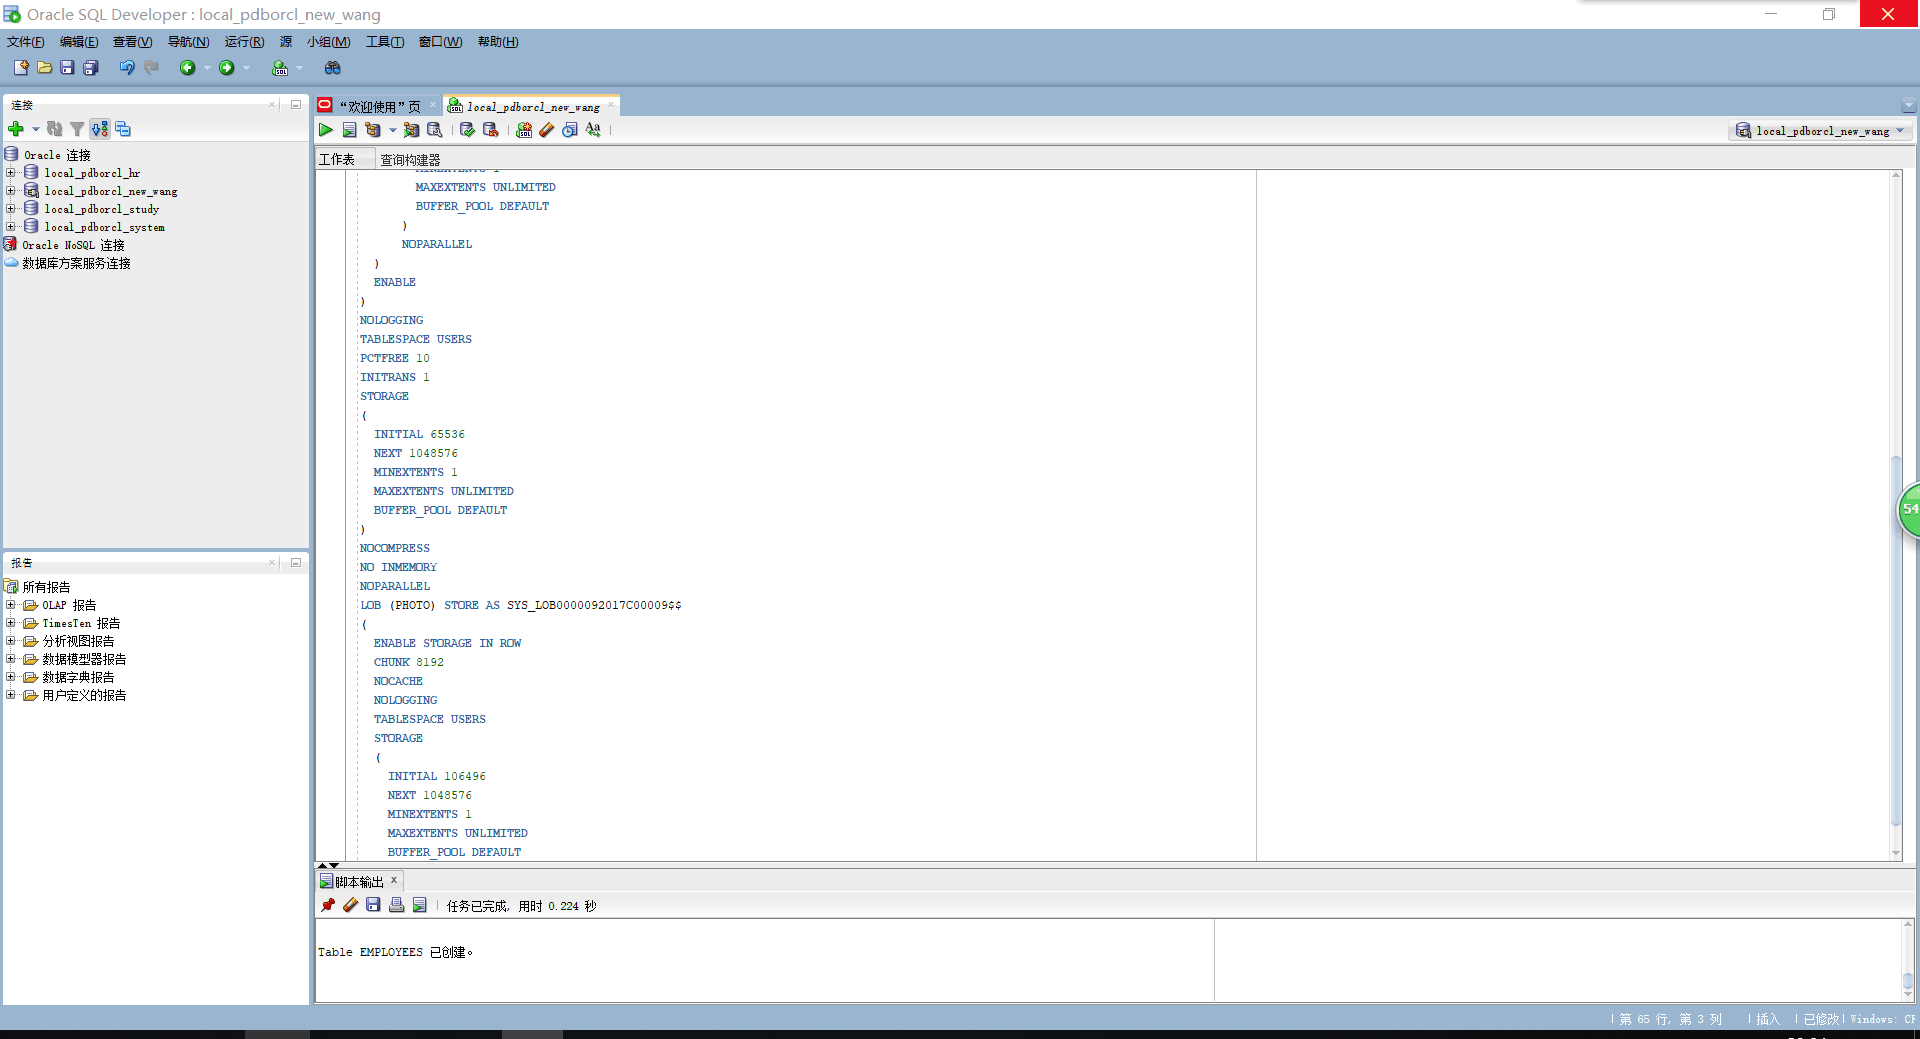 Oracle SQL Developer : local_pdborcl_new_wang
文件(F) 编辑(E) 查看(V) 导航(N) 运行(R) 源 小组(M) 工具(T) 窗口(W) 帮助(H)
连接
Oracle 连接
local_pdborcl_hr
local_pdborcl_new_wang
local_pdborcl_study
local_pdborcl_system
Oracle NoSQL 连接
数据库方案服务连接
报告
所有报告
OLAP 报告
TimesTen 报告
分析视图报告
数据模型器报告
数据字典报告
用户定义的报告
“欢迎使用”页 local_pdborcl_new_wang
local_pdborcl_new_wang
工作表 查询构建器
MINEXTENTS 1
MAXEXTENTS UNLIMITED
BUFFER_POOL DEFAULT
)
NOPARALLEL
)
ENABLE
)
NOLOGGING
TABLESPACE USERS
PCTFREE 10
INITRANS 1
STORAGE
(
INITIAL 65536
NEXT 1048576
MINEXTENTS 1
MAXEXTENTS UNLIMITED
BUFFER_POOL DEFAULT
)
NOCOMPRESS
NO INMEMORY
NOPARALLEL
LOB (PHOTO) STORE AS SYS_LOB0000092017C00009$$
(
ENABLE STORAGE IN ROW
CHUNK 8192
NOCACHE
NOLOGGING
TABLESPACE USERS
STORAGE
(
INITIAL 106496
NEXT 1048576
MINEXTENTS 1
MAXEXTENTS UNLIMITED
BUFFER_POOL DEFAULT
54
脚本输出
任务已完成, 用时 0.224 秒
Table EMPLOYEES 已创建。
第 65 行, 第 3 列 插入 已修改 Windows: CR